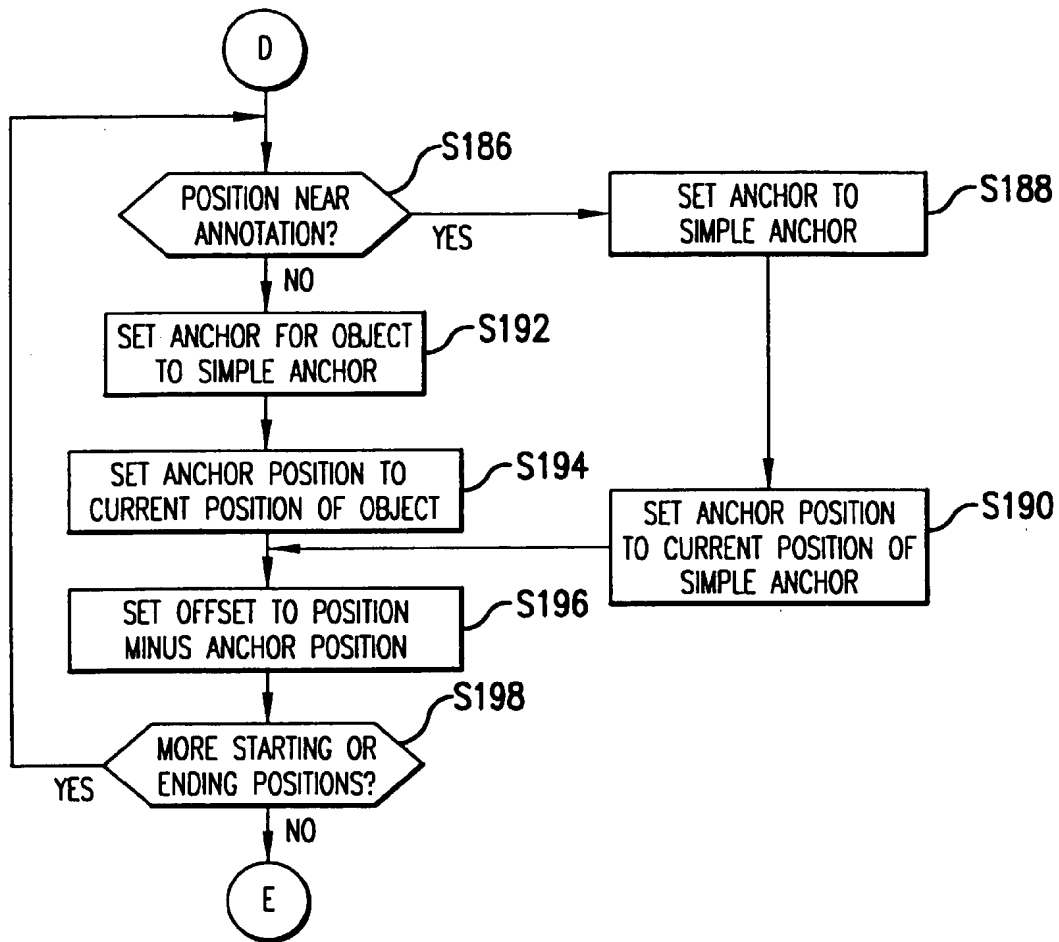 D
S186
POSITION NEAR
ANNOTATION?
YES
NO
SET ANCHOR TO
SIMPLE ANCHOR
S188
SET ANCHOR FOR OBJECT
TO SIMPLE ANCHOR
S192
SET ANCHOR POSITION TO
CURRENT POSITION OF OBJECT
S194
SET ANCHOR POSITION
TO CURRENT POSITION OF
SIMPLE ANCHOR
S190
SET OFFSET TO POSITION
MINUS ANCHOR POSITION
S196
S198
MORE STARTING OR
ENDING POSITIONS?
YES
NO
E